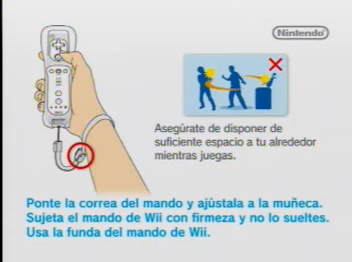 Nintendo
Asegúrate de disponer de
suficiente espacio a tu alrededor
mientras juegas.
Ponte la correa del mando y ajústala a la muñeca.
Sujeta el mando de Wii con firmeza y no lo sueltes.
Usa la funda del mando de Wii.